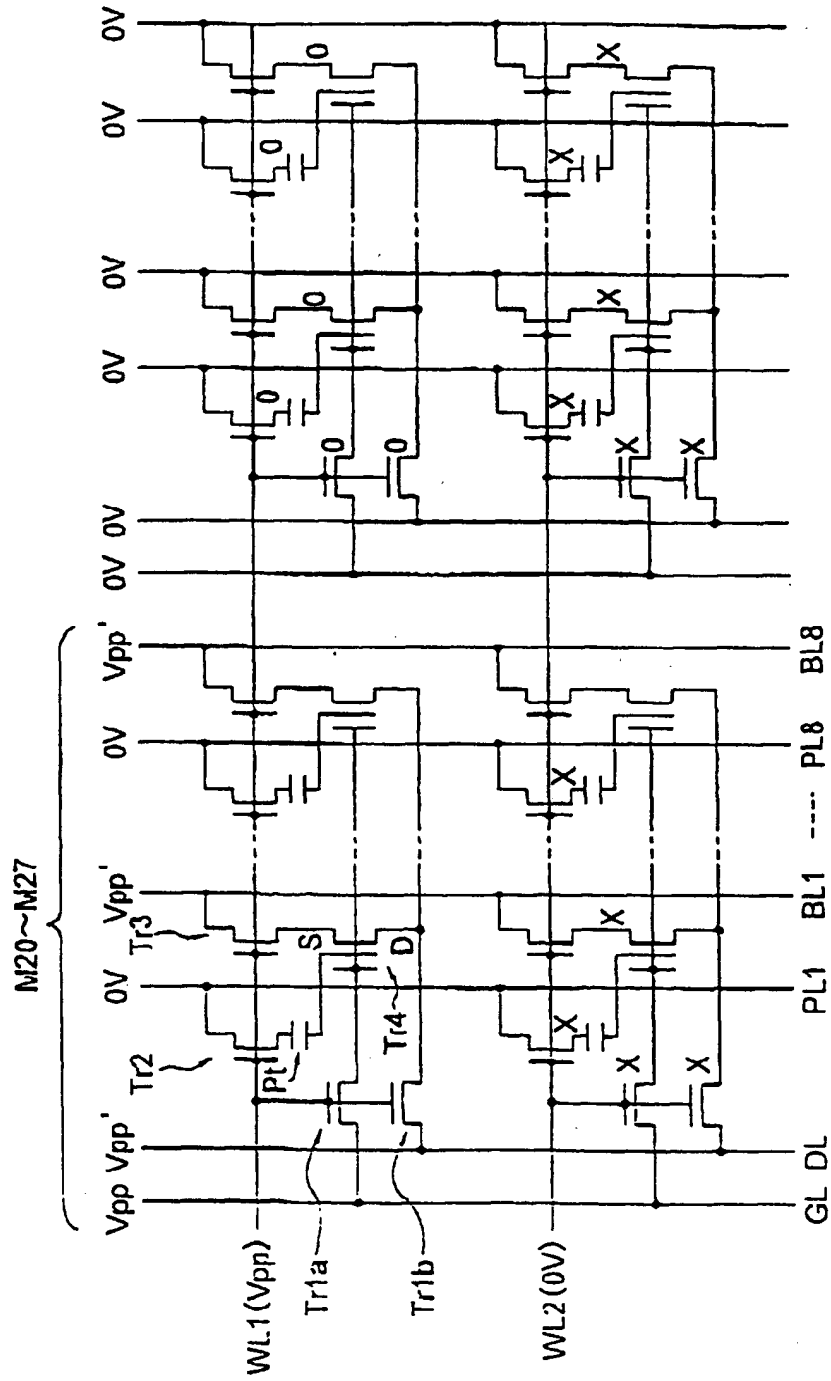 M20~M27
Vpp Vpp' 0V Vpp' 0V Vpp' 0V 0V 0V 0V 0V 0V
Tr2 Tr3
WL1(Vpp) Pt 0 0
Tr1a S 0 0
0
Tr4 D 0
Tr1b
WL2(0V) X X X X
X X X
X X
X X
GL DL PL1 BL1 ---- PL8 BL8